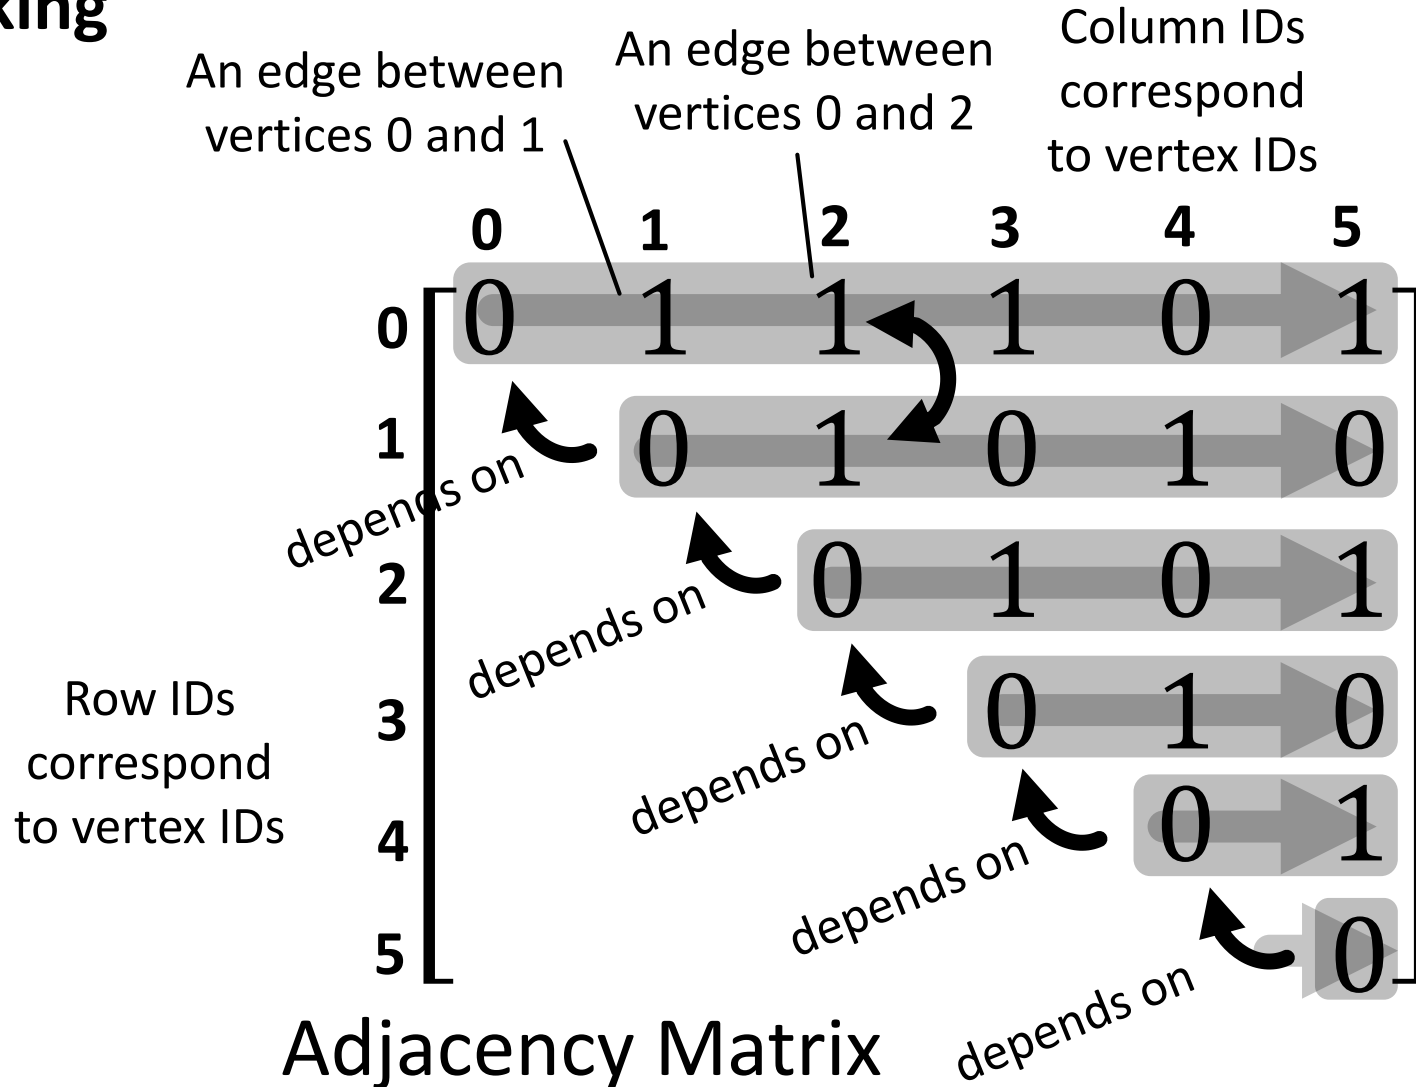 An edge between
vertices 0 and 1
An edge between
vertices 0 and 2
Column IDs
correspond
to vertex IDs
0 1 2 3 4 5
0 0 1 1 1 0 1
1 0 1 0 1 0
depends on
2 0 1 0 1
depends on
Row IDs
correspond
to vertex IDs
3 0 1 0
depends on
4 0 1
depends on
5 0
depends on
Adjacency Matrix